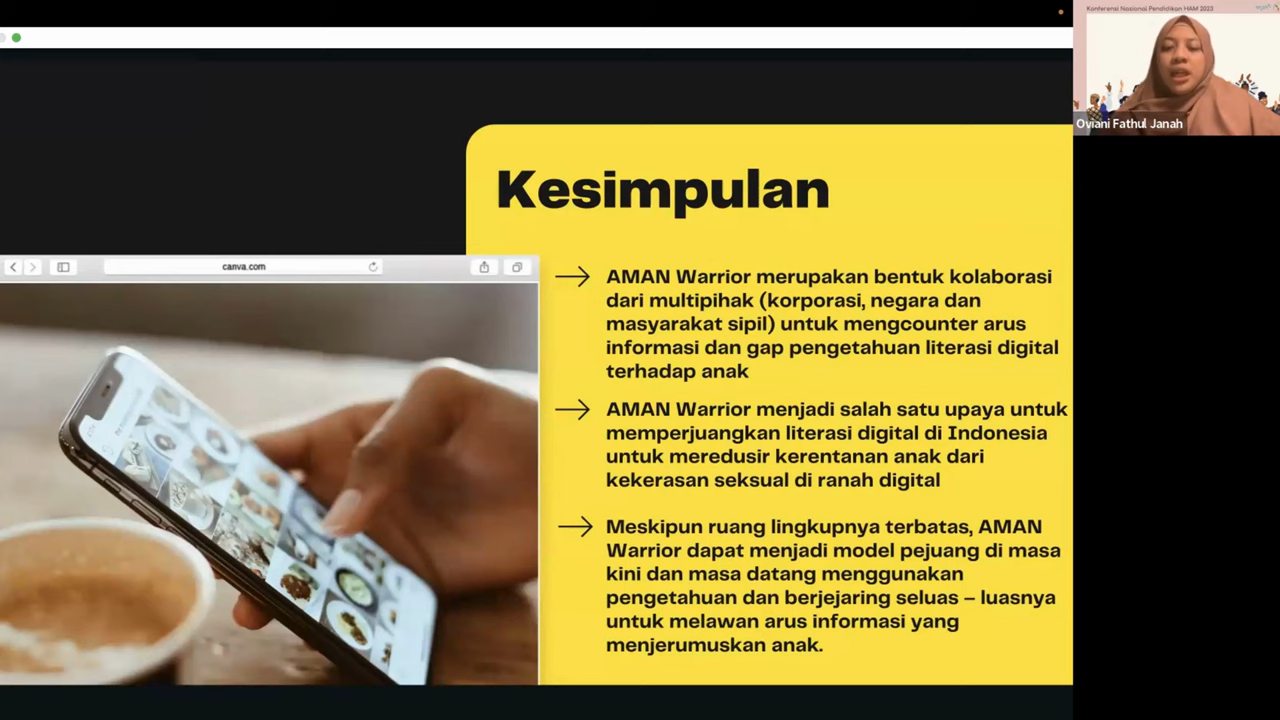 Konferensi Nasional Pendidikan HAM 2023
Oviani Fathul Janah
Kesimpulan
canva.com
AMAN Warrior merupakan bentuk kolaborasi
dari multipihak (korporasi, negara dan
masyarakat sipil) untuk mengcounter arus
informasi dan gap pengetahuan literasi digital
terhadap anak
AMAN Warrior menjadi salah satu upaya untuk
memperjuangkan literasi digital di Indonesia
untuk meredusir kerentanan anak dari
kekerasan seksual di ranah digital
Meskipun ruang lingkupnya terbatas, AMAN
Warrior dapat menjadi model pejuang di masa
kini dan masa datang menggunakan
pengetahuan dan berjejaring seluas – luasnya
untuk melawan arus informasi yang
menjerumuskan anak.